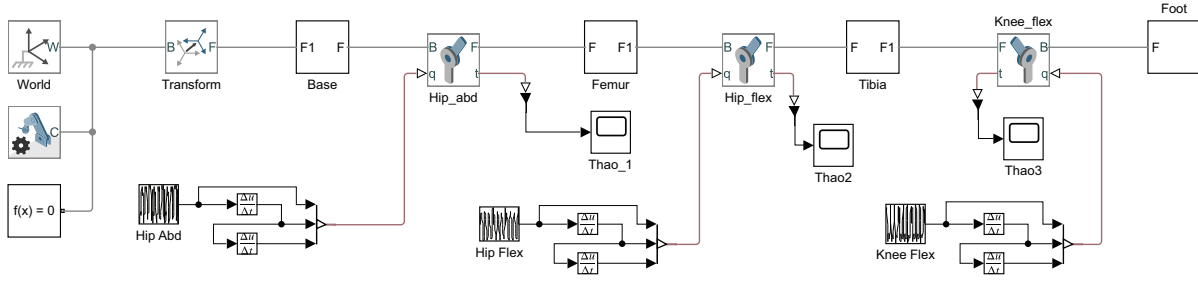 Foot
Knee_flex
W
B
F
F1
F
B
F
q
t
F
F1
B
F
q
t
F
F1
F
B
t
q
F
World
Transform
Base
Hip_abd
Femur
Hip_flex
Tibia
C
Thao_1
Thao2
Thao3
f(x) = 0
Δu
Δt
Δu
Δt
Hip Abd
Δu
Δt
Δu
Δt
Hip Flex
Δu
Δt
Δu
Δt
Knee Flex